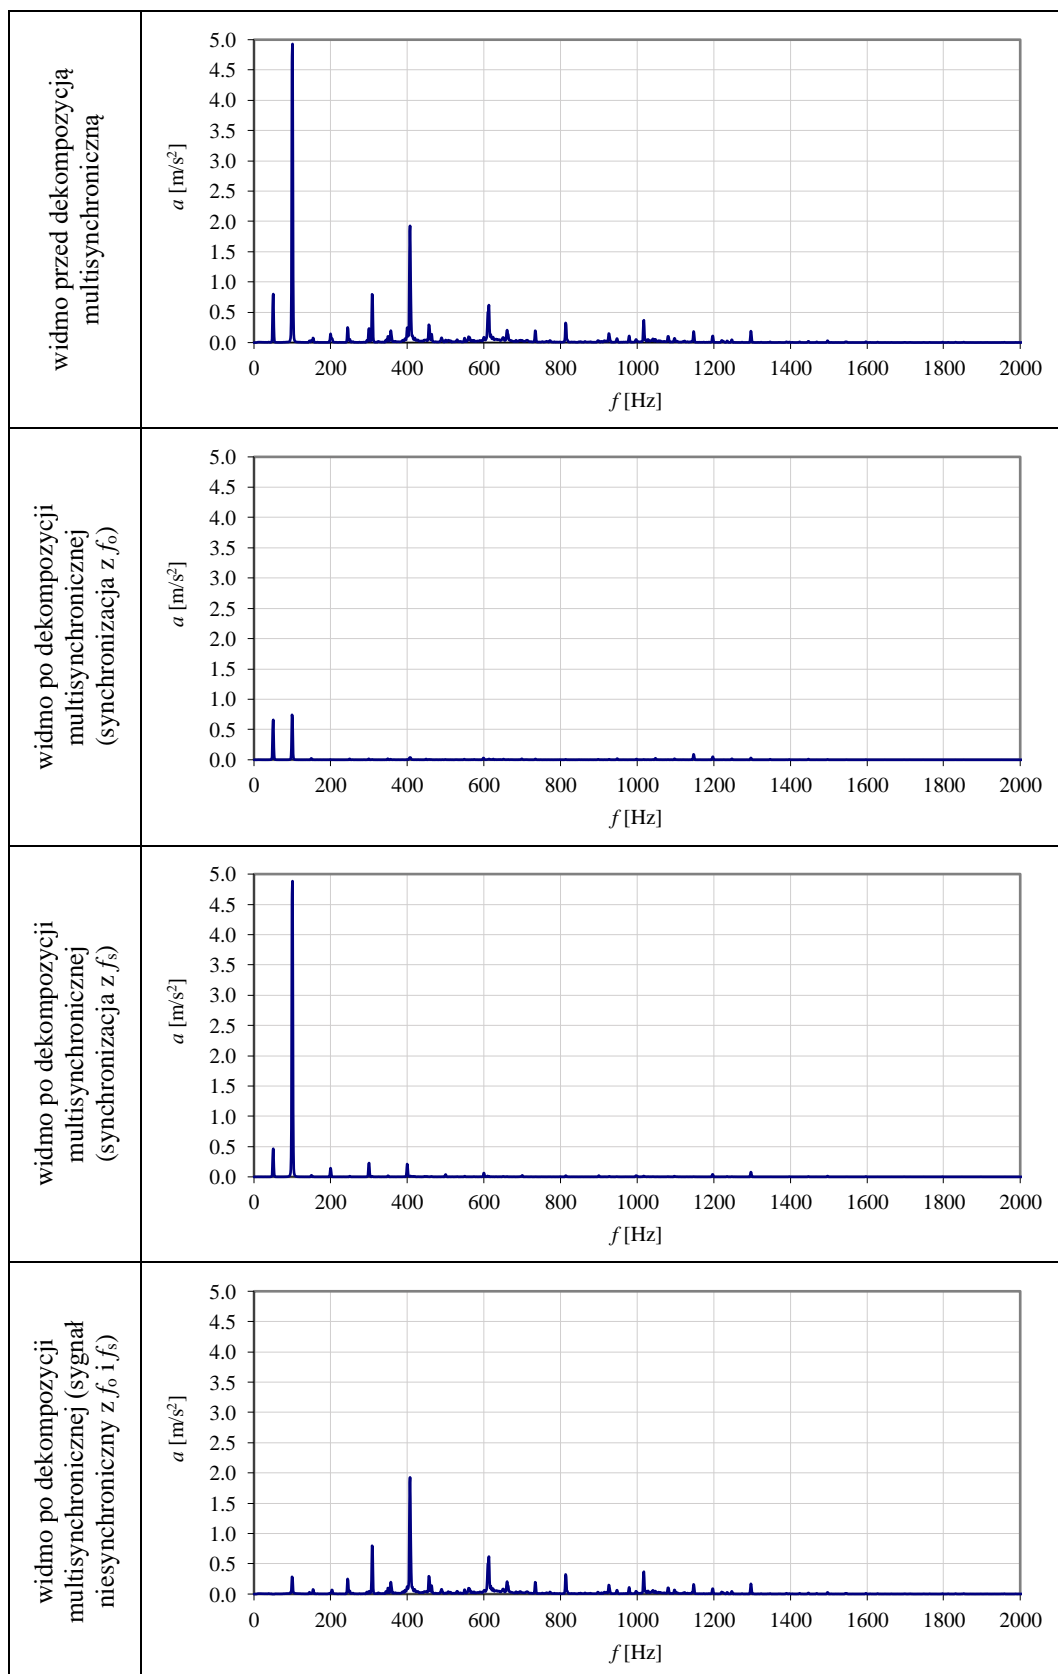 widmo przed dekompozycją
multisynchroniczną
5.0
4.5
4.0
3.5
3.0
2.5
2.0
1.5
1.0
0.5
0.0
a [m/s²]
0 200 400 600 800 1000 1200 1400 1600 1800 2000
f [Hz]
widmo po dekompozycji
multisynchronicznej
(synchronizacja z fo)
5.0
4.5
4.0
3.5
3.0
2.5
2.0
1.5
1.0
0.5
0.0
a [m/s²]
0 200 400 600 800 1000 1200 1400 1600 1800 2000
f [Hz]
widmo po dekompozycji
multisynchronicznej
(synchronizacja z fs)
5.0
4.5
4.0
3.5
3.0
2.5
2.0
1.5
1.0
0.5
0.0
a [m/s²]
0 200 400 600 800 1000 1200 1400 1600 1800 2000
f [Hz]
widmo po dekompozycji
multisynchronicznej (sygnał
niesynchroniczny z fo i fs)
5.0
4.5
4.0
3.5
3.0
2.5
2.0
1.5
1.0
0.5
0.0
a [m/s²]
0 200 400 600 800 1000 1200 1400 1600 1800 2000
f [Hz]